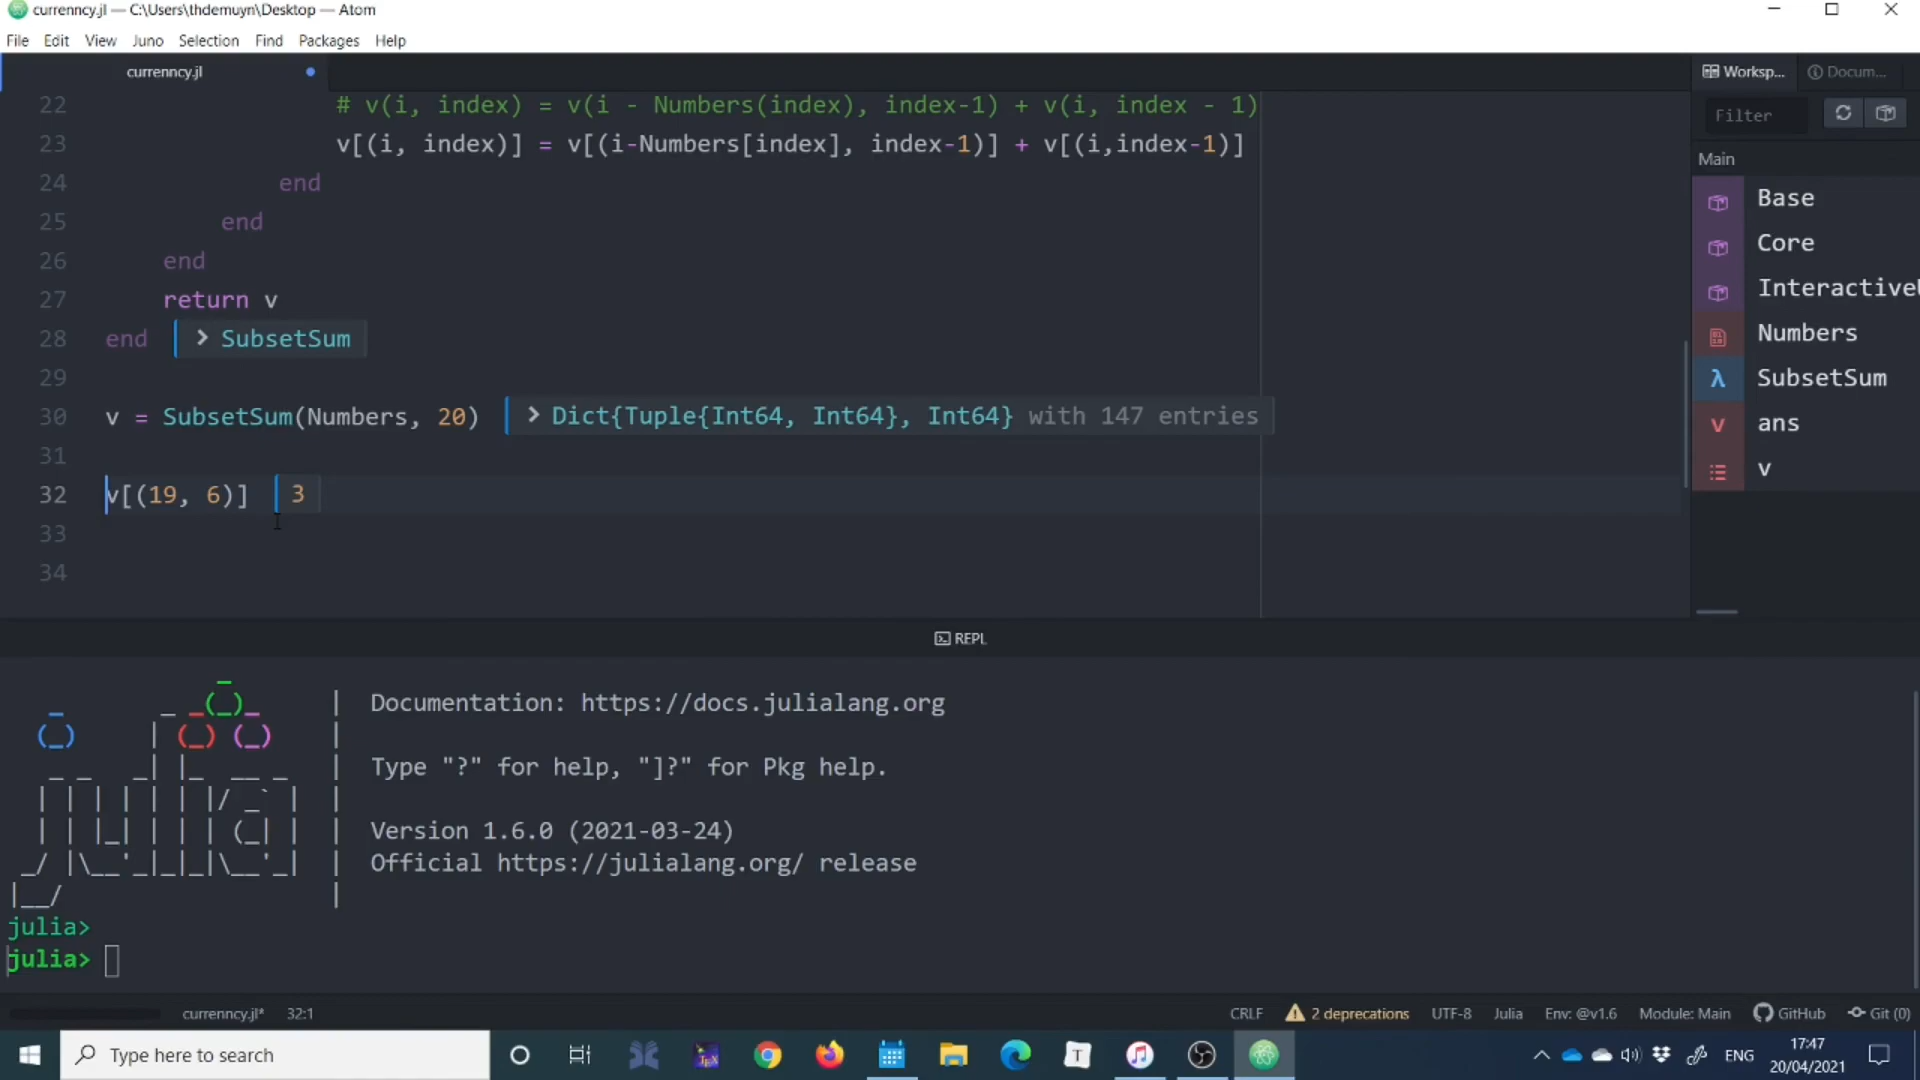 currenncy.jl — C:\Users\thdemuyn\Desktop — Atom
File Edit View Juno Selection Find Packages Help
currenncy.jl
Worksp... Docum...
22 # v(i, index) = v(i - Numbers(index), index-1) + v(i, index - 1)
23 v[(i, index)] = v[(i-Numbers[index], index-1)] + v[(i,index-1)]
24 end
25 end
26 end
27 return v
28 end > SubsetSum
29
30 v = SubsetSum(Numbers, 20) > Dict{Tuple{Int64, Int64}, Int64} with 147 entries
31
32 v[(19, 6)] 3
33
34
Filter
Main
Base
Core
Interactive
Numbers
λ SubsetSum
v ans
v
REPL
Documentation: https://docs.julialang.org
Type "?" for help, "]?" for Pkg help.
Version 1.6.0 (2021-03-24)
Official https://julialang.org/ release
julia>
julia>
currenncy.jl* 32:1 CRLF 2 deprecations UTF-8 Julia Env: @v1.6 Module: Main GitHub Git (0)
Type here to search
T
ENG
17:47
20/04/2021